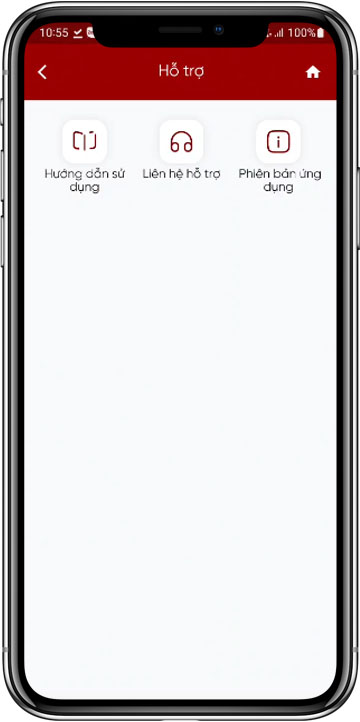 10:55
100%
Hỗ trợ
Hướng dẫn sử
dụng
Liên hệ hỗ trợ
Phiên bản ứng
dụng